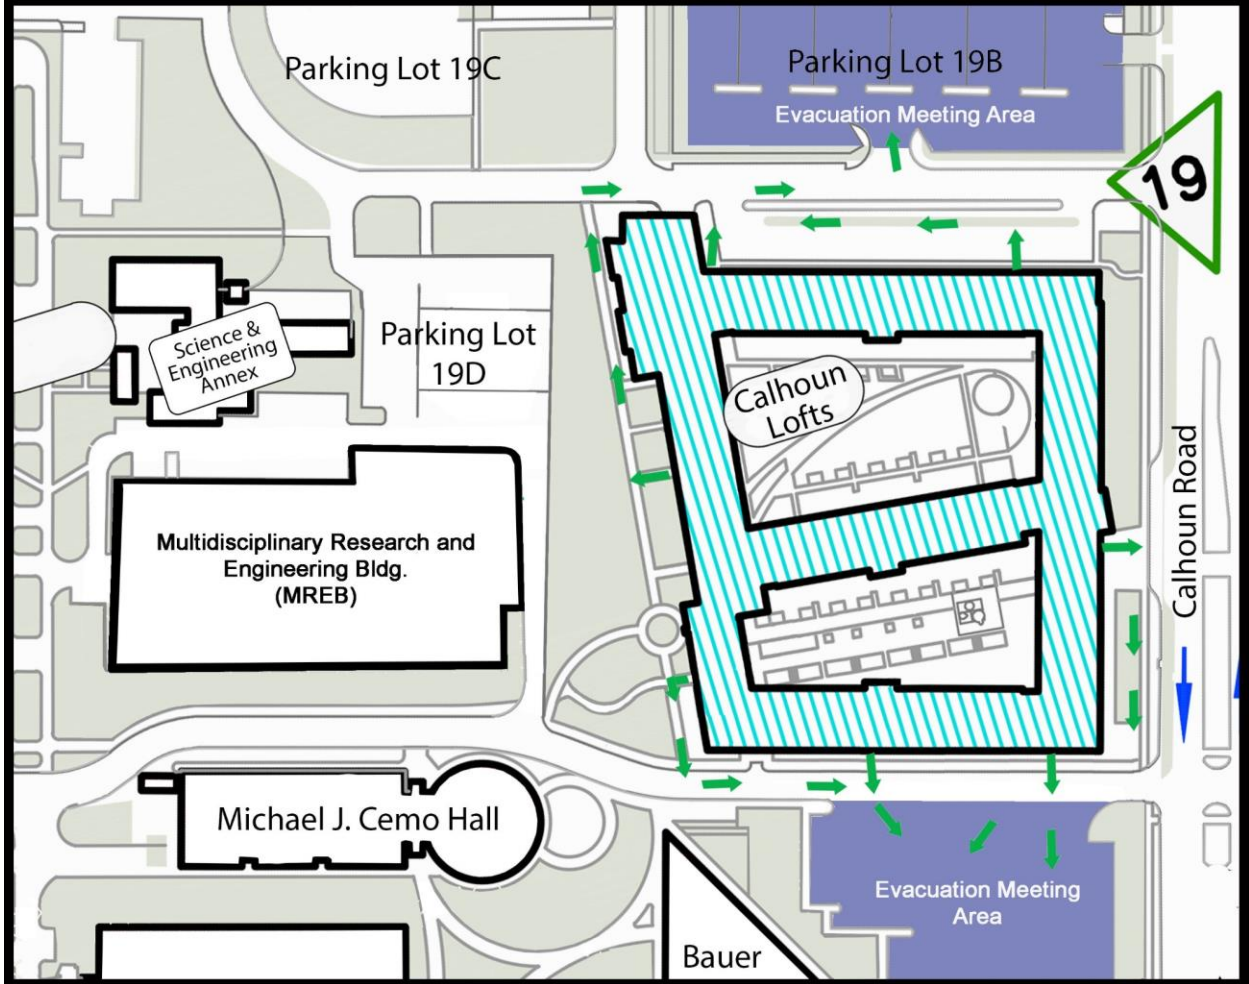 Parking Lot 19C
Parking Lot 19B
Evacuation Meeting Area
19
Science &
Engineering
Annex
Parking Lot
19D
Calhoun
Lofts
Calhoun Road
Multidisciplinary Research and
Engineering Bldg.
(MREB)
Michael J. Cemo Hall
Evacuation Meeting
Area
Bauer